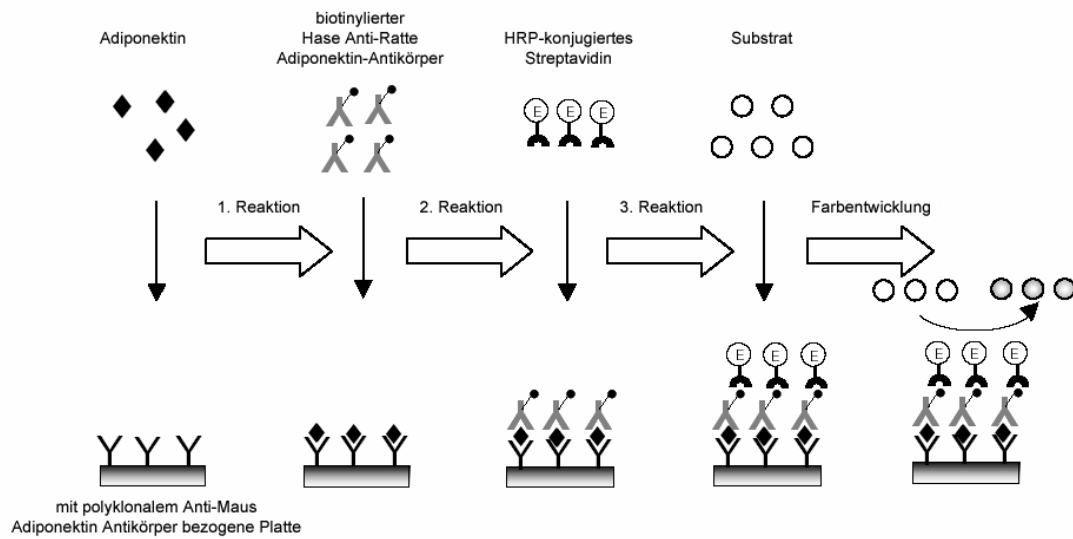 Adiponektin
biotinylierter
Hase Anti-Ratte
Adiponektin-Antikörper
HRP-konjugiertes
Streptavidin
Substrat
E E E
1. Reaktion
2. Reaktion
3. Reaktion
Farbentwicklung
E E E
E E E
mit polyklonalem Anti-Maus
Adiponektin Antikörper bezogene Platte